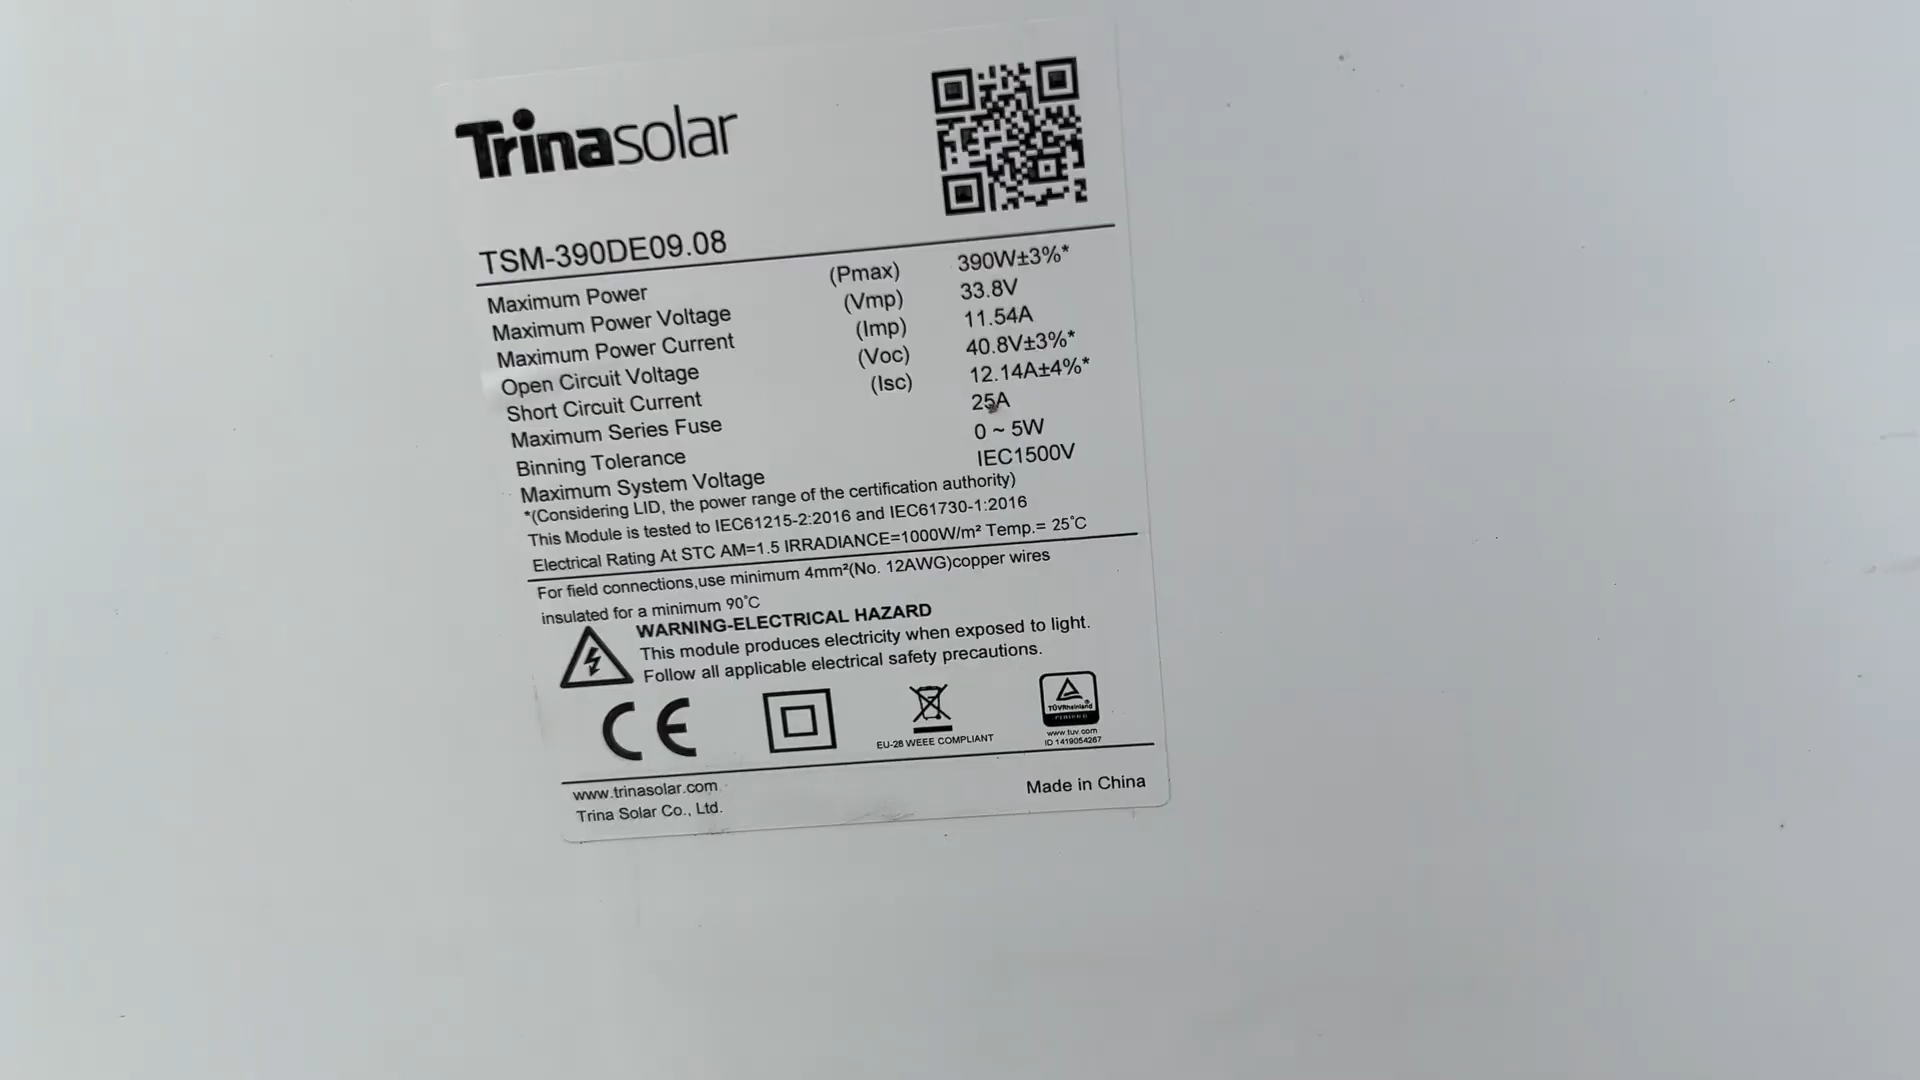 Trinasolar
TSM-390DE09.08
Maximum Power (Pmax) 390W±3%*
Maximum Power Voltage (Vmp) 33.8V
Maximum Power Current (Imp) 11.54A
Open Circuit Voltage (Voc) 40.8V±3%*
Short Circuit Current (Isc) 12.14A±4%*
Maximum Series Fuse 25A
Binning Tolerance 0 ~ 5W
Maximum System Voltage IEC1500V
*(Considering LID, the power range of the certification authority)
This Module is tested to IEC61215-2:2016 and IEC61730-1:2016
Electrical Rating At STC AM=1.5 IRRADIANCE=1000W/m² Temp.= 25°C
For field connections,use minimum 4mm²(No. 12AWG)copper wires
insulated for a minimum 90°C
WARNING-ELECTRICAL HAZARD
This module produces electricity when exposed to light.
Follow all applicable electrical safety precautions.
CE
EU-28 WEEE COMPLIANT
TÜVRheinland
www.tuv.com
ID 1419054267
www.trinasolar.com
Trina Solar Co., Ltd.
Made in China